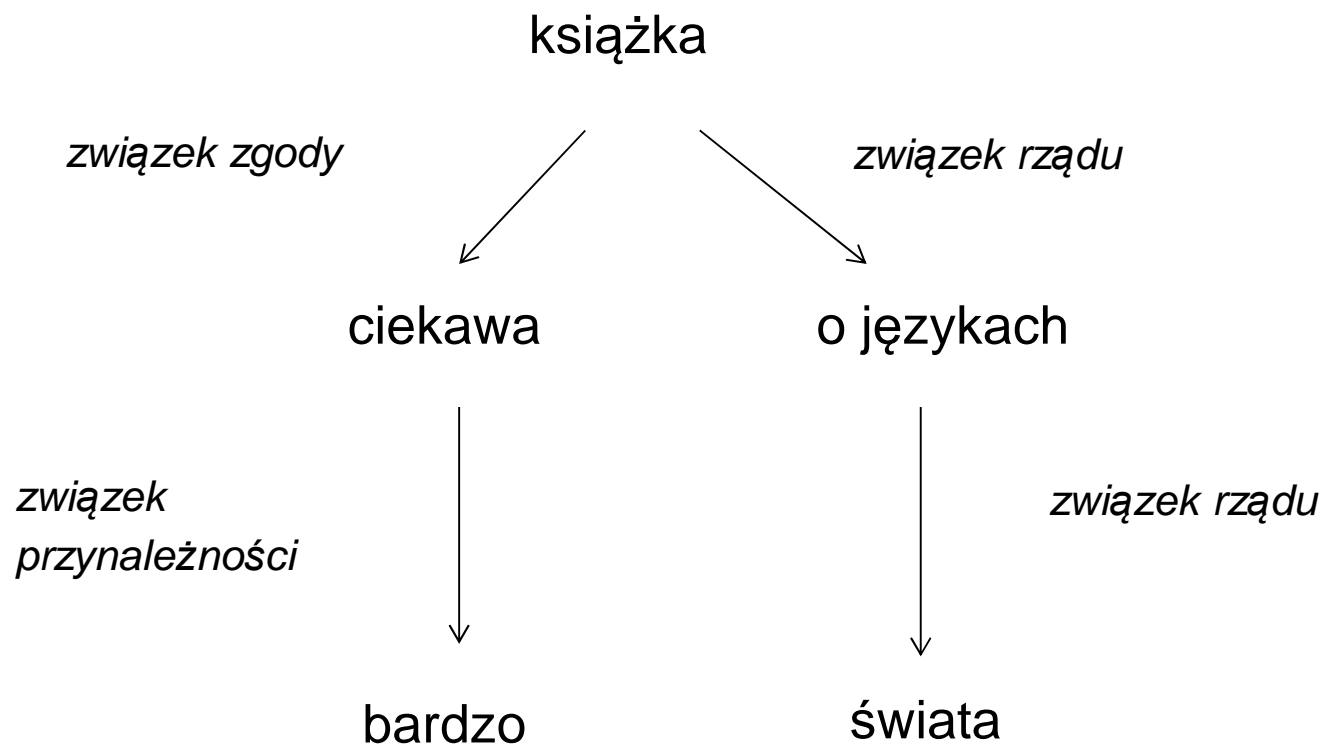 książka
związek zgody
związek rządu
ciekawa
o językach
związek
przynależności
związek rządu
bardzo
świata